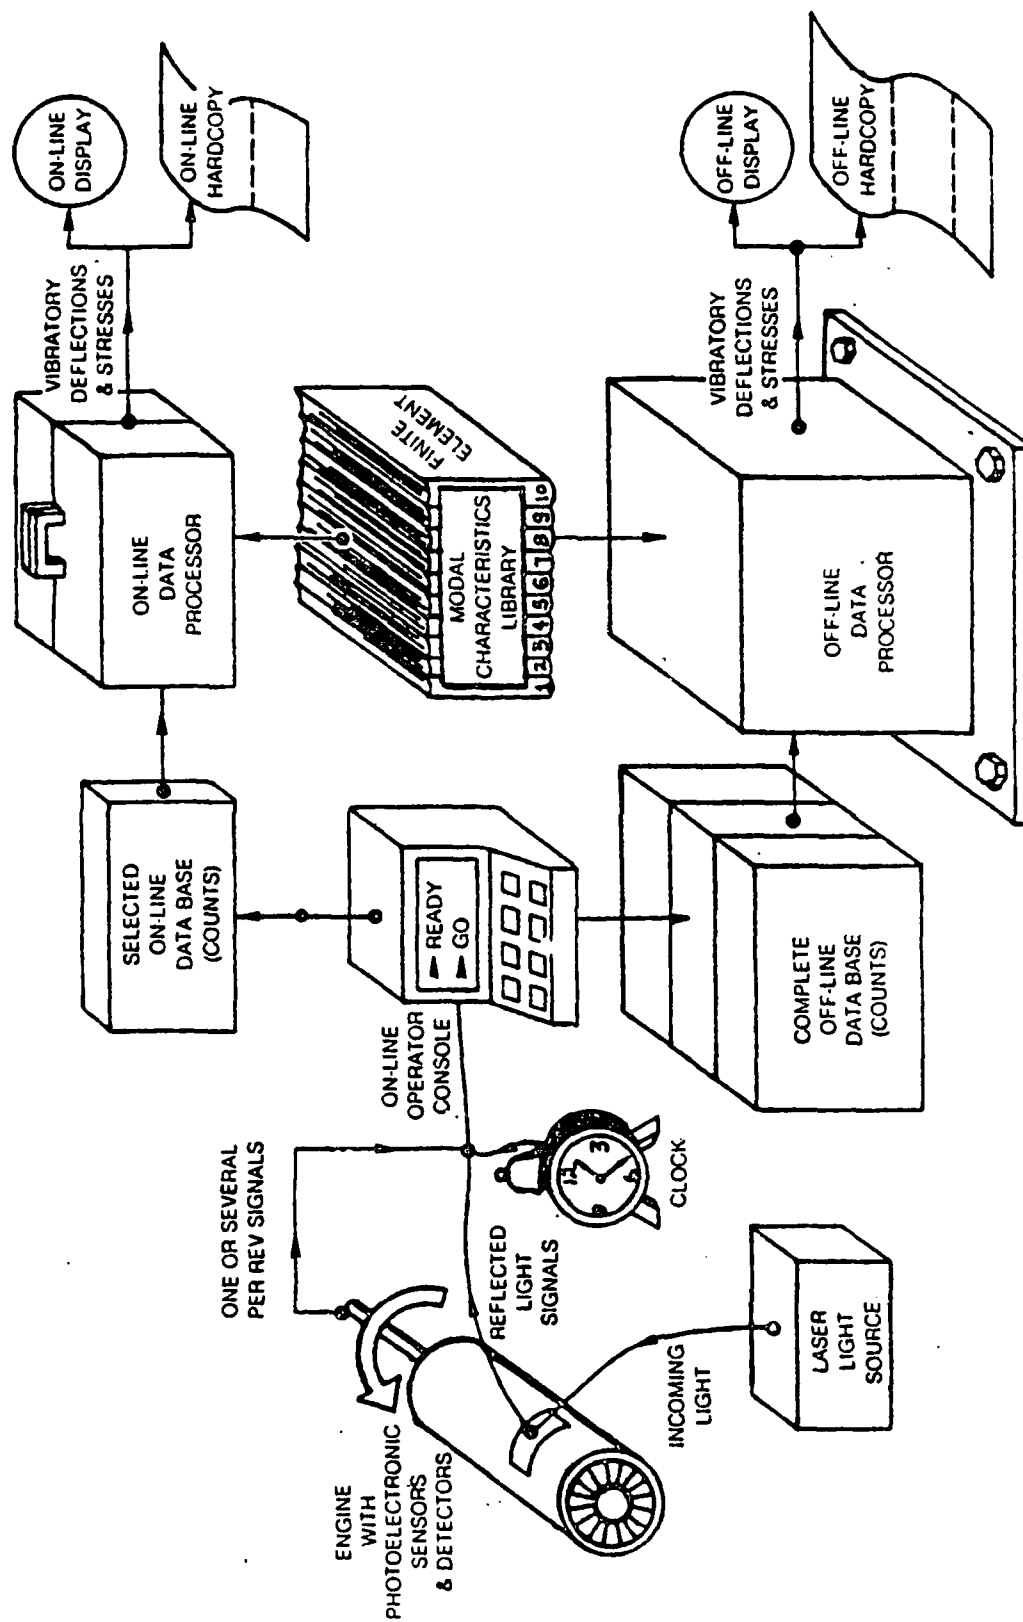 ENGINE
WITH
PHOTOELECTRONIC
SENSORS
& DETECTORS
ONE OR SEVERAL
PER REV SIGNALS
REFLECTED
LIGHT
SIGNALS
INCOMING
LIGHT
LASER
LIGHT
SOURCE
12
3
6
9
CLOCK
ON-LINE
OPERATOR
CONSOLE
READY
GO
SELECTED
ON-LINE
DATA BASE
(COUNTS)
COMPLETE
OFF-LINE
DATA BASE
(COUNTS)
ON-LINE
DATA
PROCESSOR
FINITE
ELEMENT
MODAL
CHARACTERISTICS
LIBRARY
1 2 3 4 5 6 7 8 9 10
OFF-LINE
DATA
PROCESSOR
VIBRATORY
DEFLECTIONS
& STRESSES
ON-LINE
DISPLAY
ON-LINE
HARDCOPY
VIBRATORY
DEFLECTIONS
& STRESSES
OFF-LINE
DISPLAY
OFF-LINE
HARDCOPY